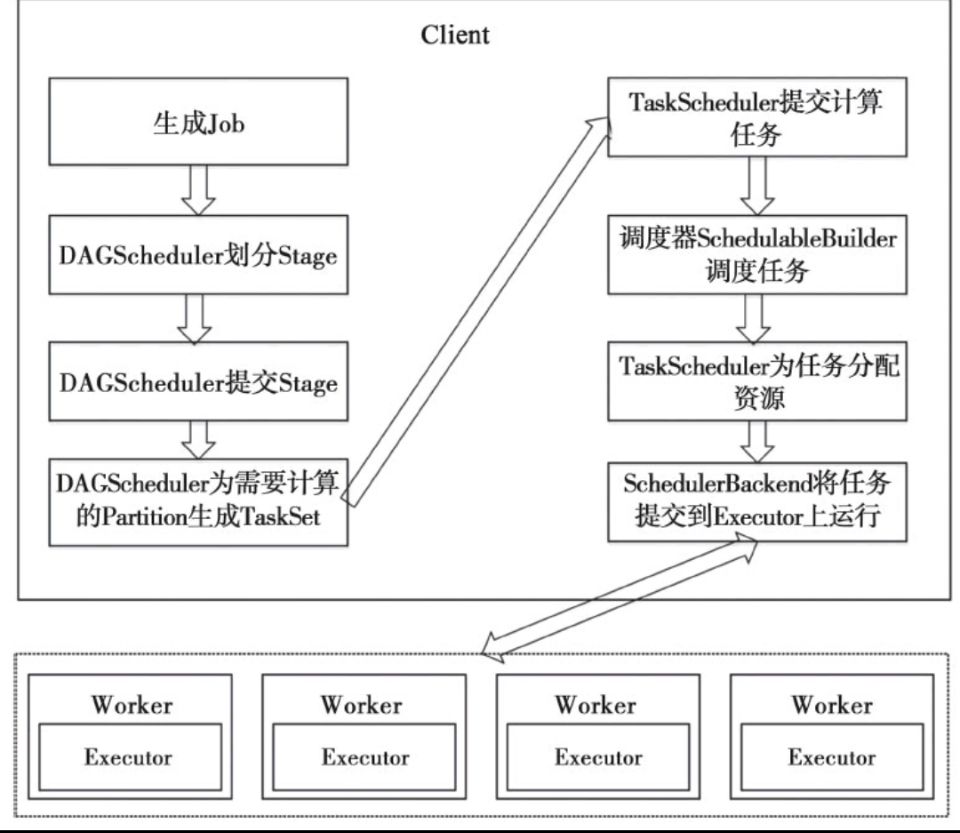 Client
生成Job
DAGScheduler划分Stage
DAGScheduler提交Stage
DAGScheduler为需要计算
的Partition生成TaskSet
TaskScheduler提交计算
任务
调度器SchedulableBuilder
调度任务
TaskScheduler为任务分配
资源
SchedulerBackend将任务
提交到Executor上运行
Worker
Executor
Worker
Executor
Worker
Executor
Worker
Executor